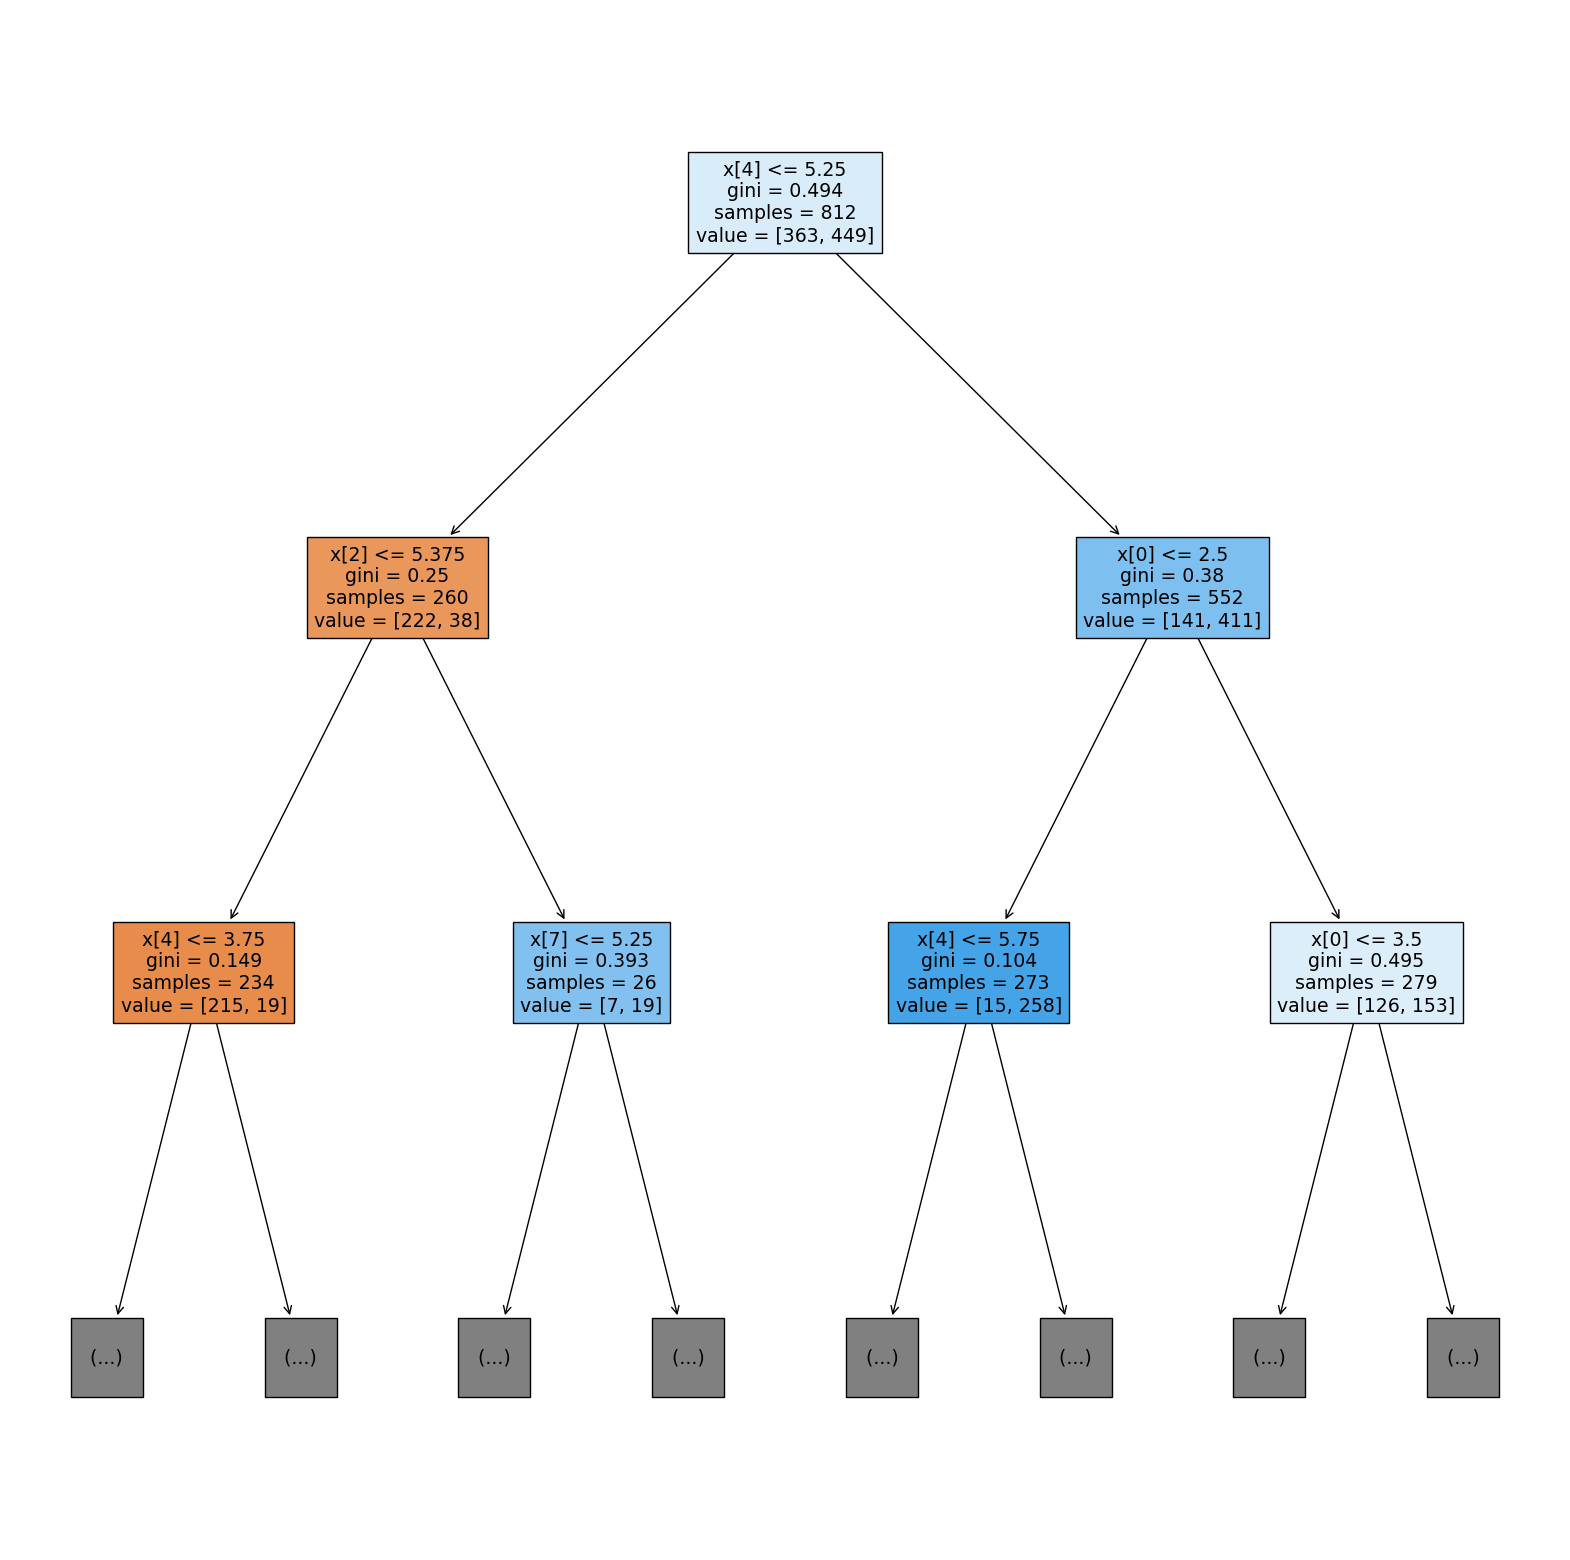 x[4] <= 5.25
gini = 0.494
samples = 812
value = [363, 449]
x[2] <= 5.375
gini = 0.25
samples = 260
value = [222, 38]
x[0] <= 2.5
gini = 0.38
samples = 552
value = [141, 411]
x[4] <= 3.75
gini = 0.149
samples = 234
value = [215, 19]
x[7] <= 5.25
gini = 0.393
samples = 26
value = [7, 19]
x[4] <= 5.75
gini = 0.104
samples = 273
value = [15, 258]
x[0] <= 3.5
gini = 0.495
samples = 279
value = [126, 153]
(...)
(...)
(...)
(...)
(...)
(...)
(...)
(...)